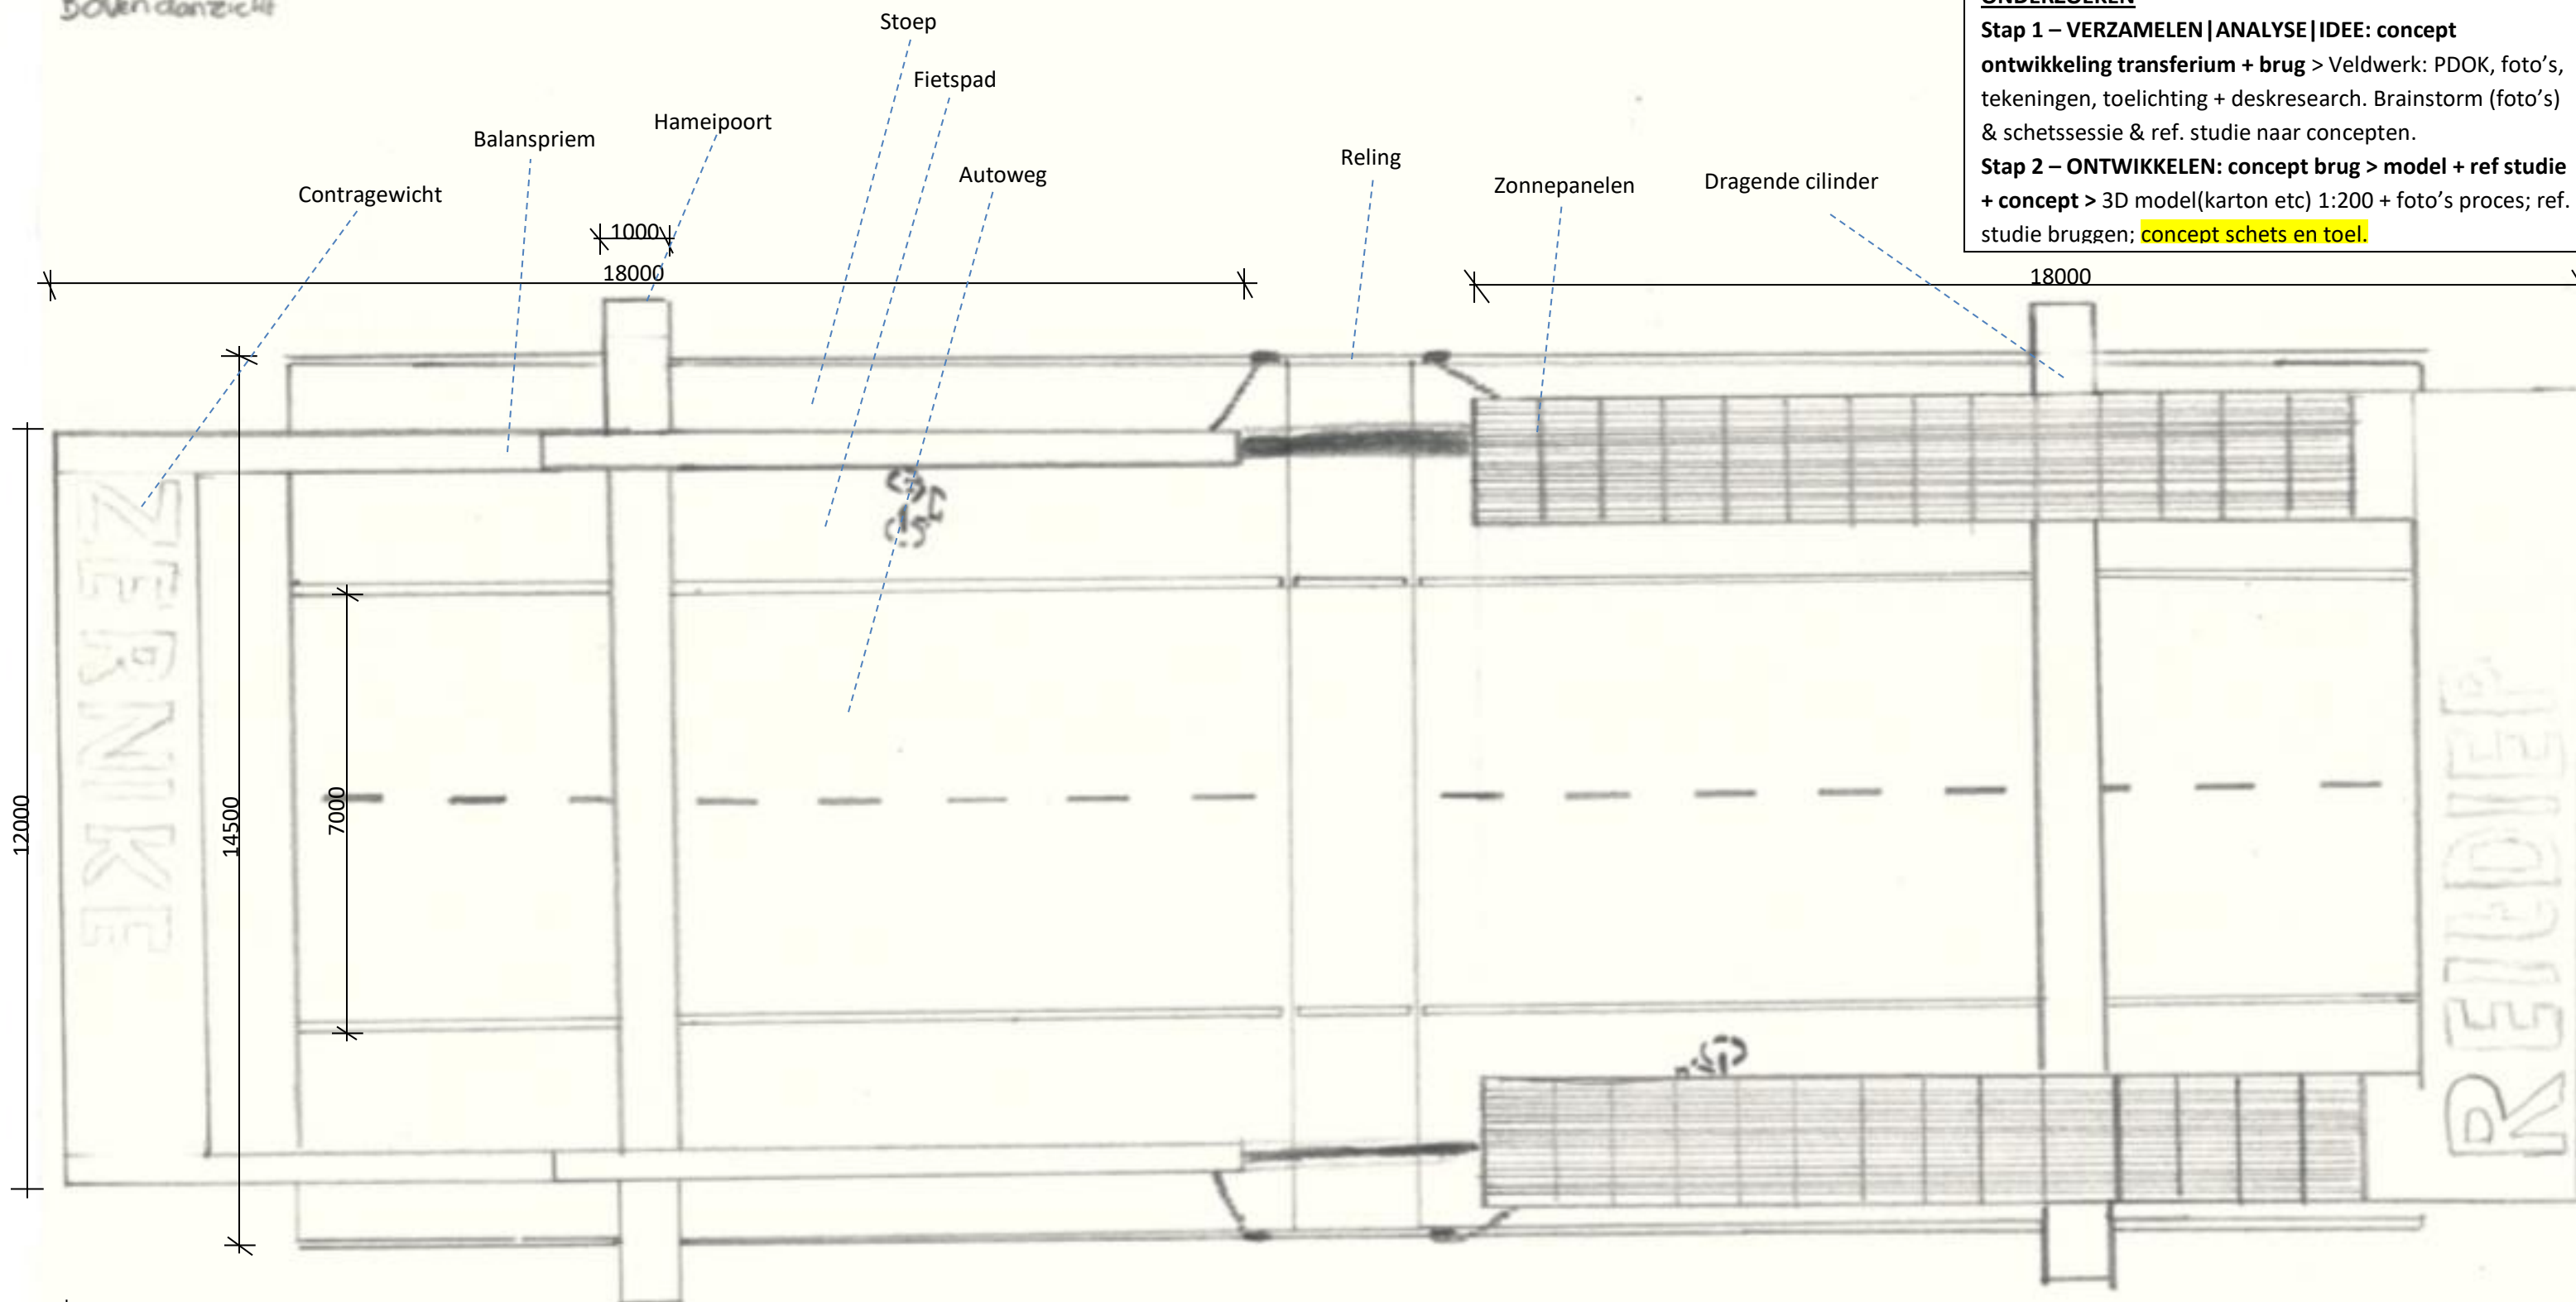 Bovenaanzicht
ONDERZOEKEN
Stap 1 – VERZAMELEN|ANALYSE|IDEE: concept
ontwikkeling transferium + brug > Veldwerk: PDOK, foto's,
tekeningen, toelichting + deskresearch. Brainstorm (foto's)
& schetssessie & ref. studie naar concepten.
Stap 2 – ONTWIKKELEN: concept brug > model + ref studie
+ concept > 3D model(karton etc) 1:200 + foto's proces; ref.
studie bruggen; concept schets en toel.
Stoep
Fietspad
Hameipoort
Balanspriem
Autoweg
Reling
Contragewicht
Zonnepanelen
Dragende cilinder
1000
18000
18000
ZERNIKE
12000
14500
7000
REITDIEP